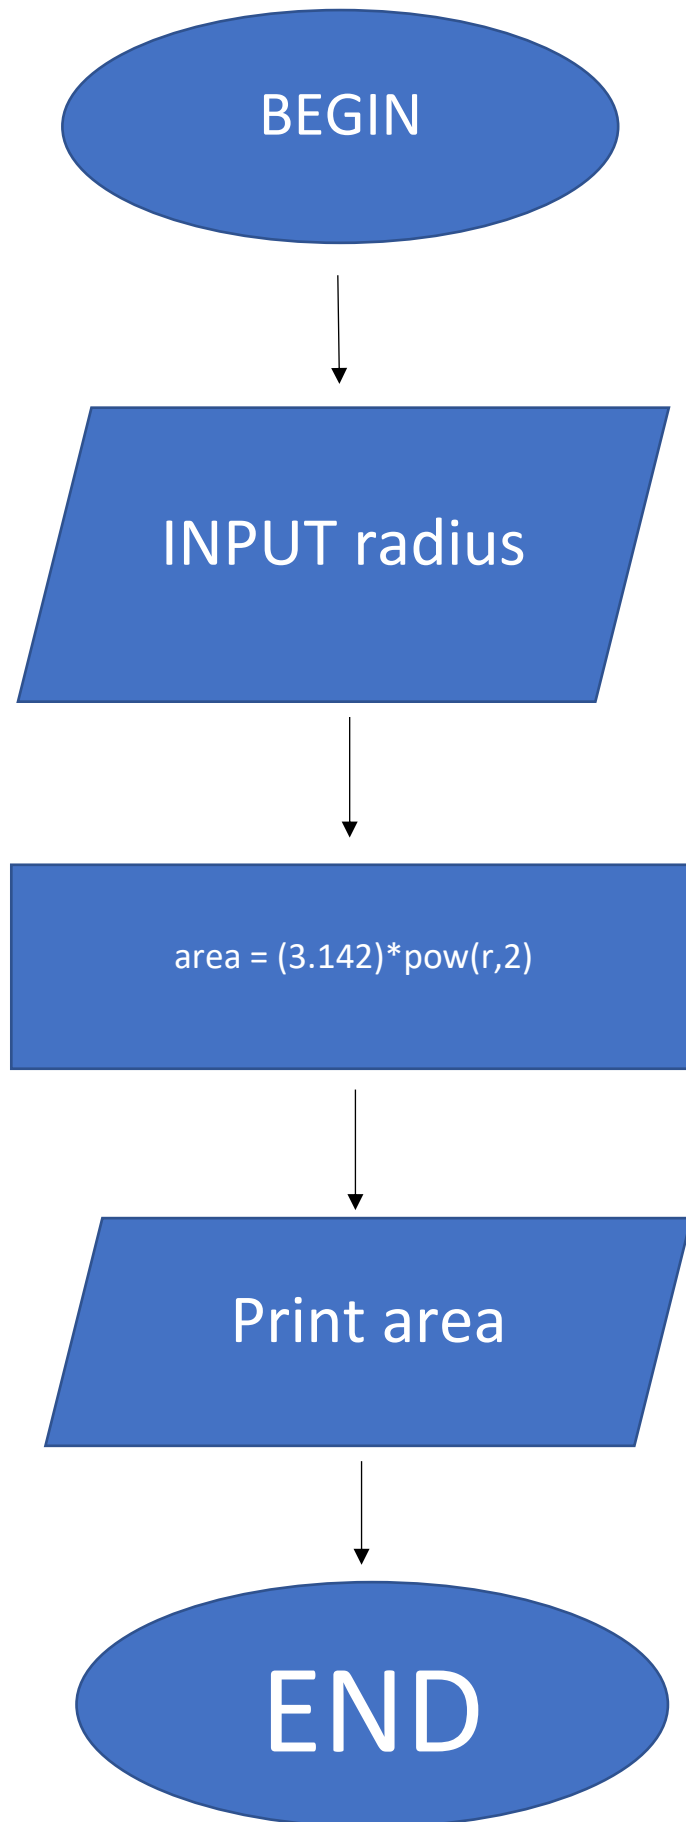 BEGIN
INPUT radius
area = (3.142)*pow(r,2)
Print area
END